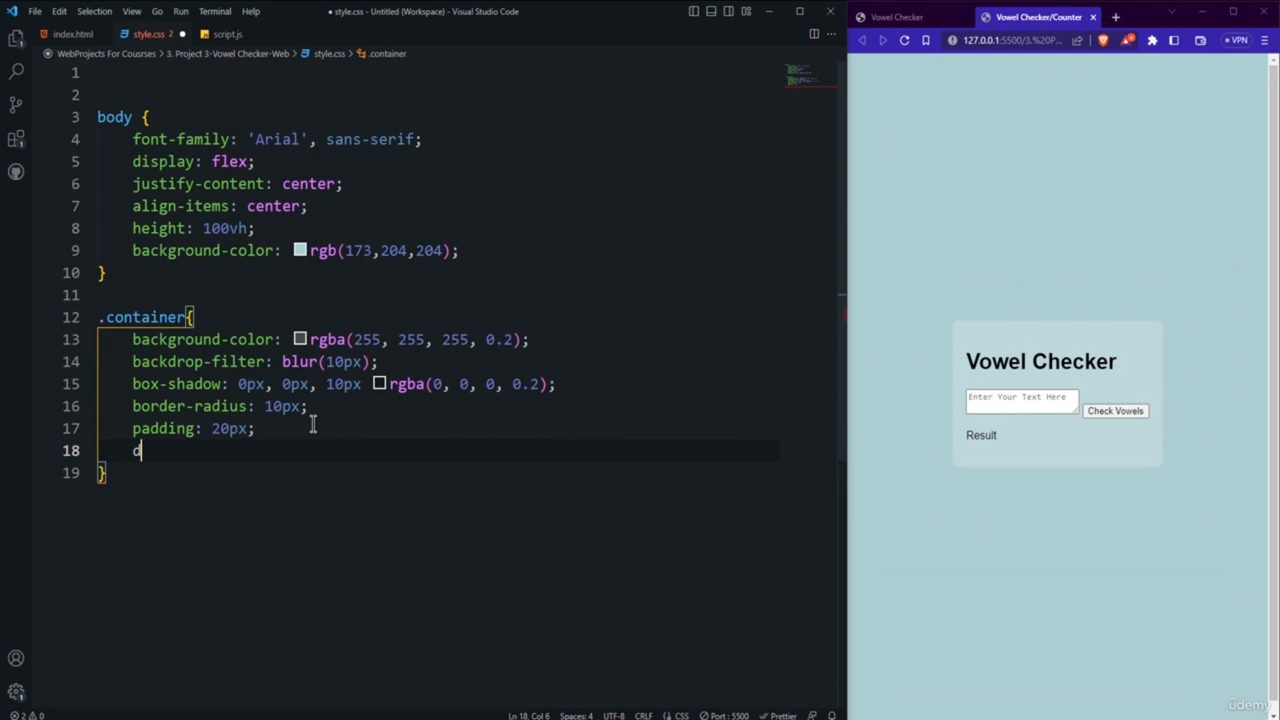 File Edit Selection View Go Run Terminal Help
● style.css - Untitled (Workspace) - Visual Studio Code
index.html style.css 2 ● script.js
WebProjects For Coursses > 3. Project 3-Vowel Checker-Web > style.css > .container
1
2
3 body {
4 font-family: 'Arial', sans-serif;
5 display: flex;
6 justify-content: center;
7 align-items: center;
8 height: 100vh;
9 background-color: rgb(173,204,204);
10 }
11
12 .container{
13 background-color: rgba(255, 255, 255, 0.2);
14 backdrop-filter: blur(10px);
15 box-shadow: 0px, 0px, 10px rgba(0, 0, 0, 0.2);
16 border-radius: 10px;
17 padding: 20px;
18 d
19 }
2 0 Ln 18, Col 6 Spaces: 4 UTF-8 CRLF { } CSS Port : 5500 Prettier
Vowel Checker
Vowel Checker/Counter
127.0.0.1:5500/3.%20P...
VPN
Vowel Checker
Enter Your Text Here
Check Vowels
Result
ûdemy